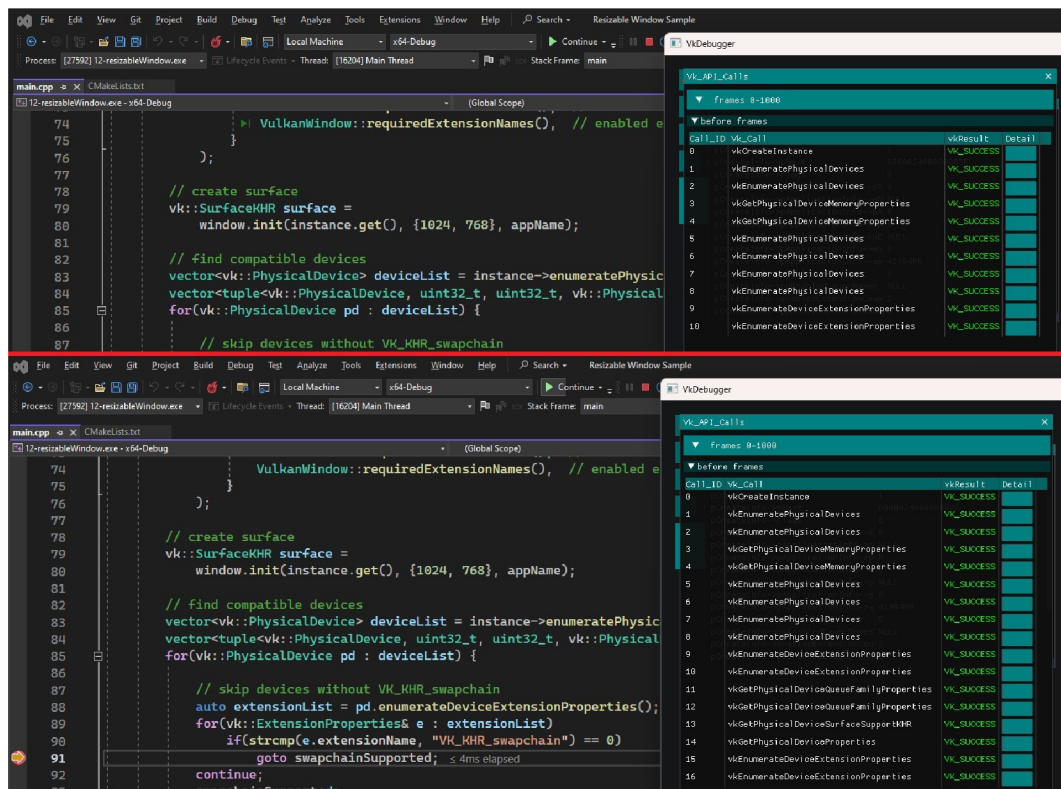 File Edit View Git Project Build Debug Test Analyze Tools Extensions Window Help Search Resizable Window Sample
Local Machine x64-Debug Continue
Process: [27592] 12-resizableWindow.exe Lifecycle Events Thread: [16204] Main Thread Stack Frame: main
main.cpp CMakeLists.txt
12-resizableWindow.exe - x64-Debug (Global Scope)
74 VulkanWindow::requiredExtensionNames(), // enabled e
75 }
76 );
77
78 // create surface
79 vk::SurfaceKHR surface =
80 window.init(instance.get(), {1024, 768}, appName);
81
82 // find compatible devices
83 vector<vk::PhysicalDevice> deviceList = instance->enumeratePhysic
84 vector<tuple<vk::PhysicalDevice, uint32_t, uint32_t, vk::Physical
85 for(vk::PhysicalDevice pd : deviceList) {
86
87 // skip devices without VK_KHR_swapchain
VkDebugger
Vk_API_Calls X
▼ frames 0-1000
▼ before frames
Call_ID Vk_Call vkResult Detail
0 vkCreateInstance VK_SUCCESS
1 vkEnumeratePhysicalDevices VK_SUCCESS
2 vkEnumeratePhysicalDevices VK_SUCCESS
3 vkGetPhysicalDeviceMemoryProperties VK_SUCCESS
4 vkGetPhysicalDeviceMemoryProperties VK_SUCCESS
5 vkEnumeratePhysicalDevices VK_SUCCESS
6 vkEnumeratePhysicalDevices VK_SUCCESS
7 vkEnumeratePhysicalDevices VK_SUCCESS
8 vkEnumeratePhysicalDevices VK_SUCCESS
9 vkEnumerateDeviceExtensionProperties VK_SUCCESS
10 vkEnumerateDeviceExtensionProperties VK_SUCCESS
File Edit View Git Project Build Debug Test Analyze Tools Extensions Window Help Search Resizable Window Sample
Local Machine x64-Debug Continue
Process: [27592] 12-resizableWindow.exe Lifecycle Events Thread: [16204] Main Thread Stack Frame: main
main.cpp CMakeLists.txt
12-resizableWindow.exe - x64-Debug (Global Scope)
74 VulkanWindow::requiredExtensionNames(), // enabled e
75 }
76 );
77
78 // create surface
79 vk::SurfaceKHR surface =
80 window.init(instance.get(), {1024, 768}, appName);
81
82 // find compatible devices
83 vector<vk::PhysicalDevice> deviceList = instance->enumeratePhysic
84 vector<tuple<vk::PhysicalDevice, uint32_t, uint32_t, vk::Physical
85 for(vk::PhysicalDevice pd : deviceList) {
86
87 // skip devices without VK_KHR_swapchain
88 auto extensionList = pd.enumerateDeviceExtensionProperties();
89 for(vk::ExtensionProperties& e : extensionList)
90 if(strcmp(e.extensionName, "VK_KHR_swapchain") == 0)
91 goto swapchainSupported; ≤ 4ms elapsed
92 continue;
VkDebugger
Vk_API_Calls X
▼ frames 0-1000
▼ before frames
Call_ID Vk_Call vkResult Detail
0 vkCreateInstance VK_SUCCESS
1 vkEnumeratePhysicalDevices VK_SUCCESS
2 vkEnumeratePhysicalDevices VK_SUCCESS
3 vkGetPhysicalDeviceMemoryProperties VK_SUCCESS
4 vkGetPhysicalDeviceMemoryProperties VK_SUCCESS
5 vkEnumeratePhysicalDevices VK_SUCCESS
6 vkEnumeratePhysicalDevices VK_SUCCESS
7 vkEnumeratePhysicalDevices VK_SUCCESS
8 vkEnumeratePhysicalDevices VK_SUCCESS
9 vkEnumerateDeviceExtensionProperties VK_SUCCESS
10 vkEnumerateDeviceExtensionProperties VK_SUCCESS
11 vkGetPhysicalDeviceQueueFamilyProperties VK_SUCCESS
12 vkGetPhysicalDeviceQueueFamilyProperties VK_SUCCESS
13 vkGetPhysicalDeviceSurfaceSupportKHR VK_SUCCESS
14 vkGetPhysicalDeviceProperties VK_SUCCESS
15 vkEnumerateDeviceExtensionProperties VK_SUCCESS
16 vkEnumerateDeviceExtensionProperties VK_SUCCESS